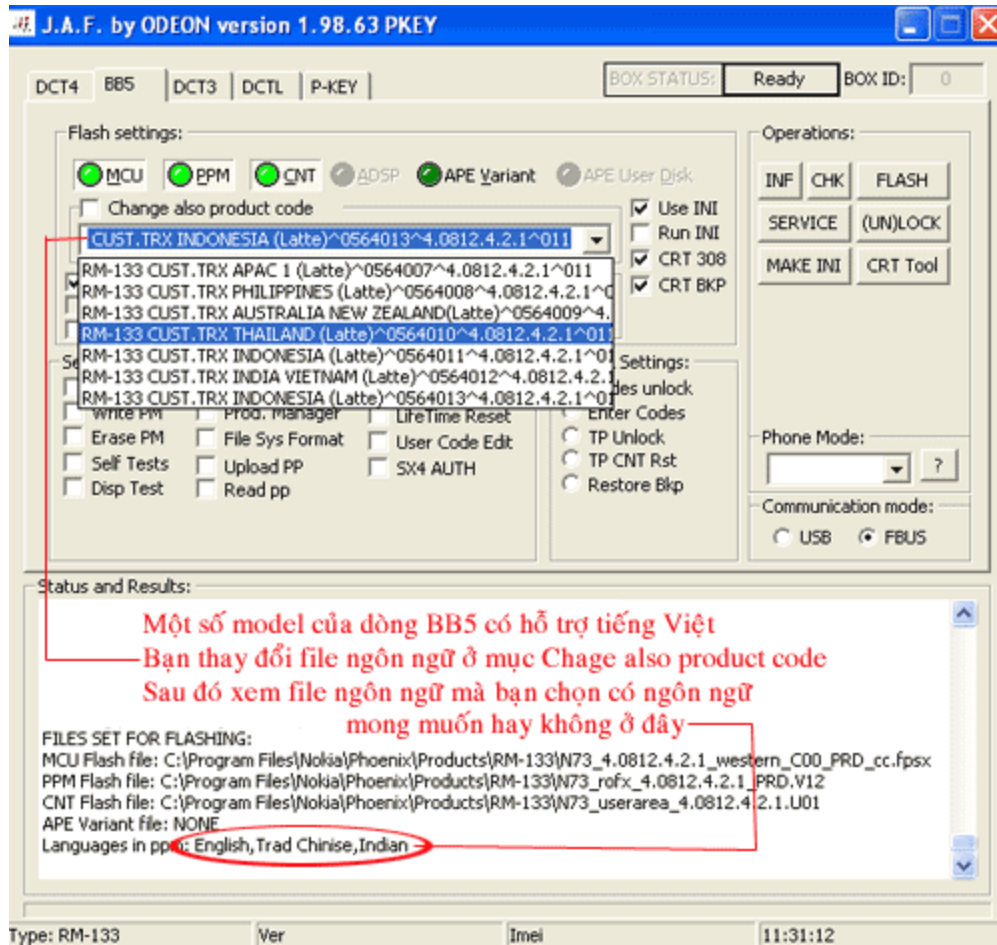 J.A.F. by ODEON version 1.98.63 PKEY
DCT4 BB5 DCT3 DCTL P-KEY
BOX STATUS: Ready BOX ID: 0
Flash settings:
MCU PPM CNT ADSP APE Variant APE User Disk
Change also product code
CUST.TRX INDONESIA (Latte)^0564013^4.0812.4.2.1^011
RM-133 CUST.TRX APAC 1 (Latte)^0564007^4.0812.4.2.1^011
RM-133 CUST.TRX PHILIPPINES (Latte)^0564008^4.0812.4.2.1^0
RM-133 CUST.TRX AUSTRALIA NEW ZEALAND(Latte)^0564009^4.
RM-133 CUST.TRX THAILAND (Latte)^0564010^4.0812.4.2.1^011
RM-133 CUST.TRX INDONESIA (Latte)^0564011^4.0812.4.2.1^01
RM-133 CUST.TRX INDIA VIETNAM (Latte)^0564012^4.0812.4.2.1
RM-133 CUST.TRX INDONESIA (Latte)^0564013^4.0812.4.2.1^01
Use INI
Run INI
CRT 308
CRT BKP
Operations:
INF CHK FLASH
SERVICE (UN)LOCK
MAKE INI CRT Tool
Se
Write PM Prod. Manager LifeTime Reset
Erase PM File Sys Format User Code Edit
Self Tests Upload PP SX4 AUTH
Disp Test Read pp
Settings:
des unlock
Enter Codes
TP Unlock
TP CNT Rst
Restore Bkp
Phone Mode:
?
Communication mode:
USB FBUS
Status and Results:
Một số model của dòng BB5 có hỗ trợ tiếng Việt
Bạn thay đổi file ngôn ngữ ở mục Chage also product code
Sau đó xem file ngôn ngữ mà bạn chọn có ngôn ngữ
mong muốn hay không ở đây
FILES SET FOR FLASHING:
MCU Flash file: C:\Program Files\Nokia\Phoenix\Products\RM-133\N73_4.0812.4.2.1_western_C00_PRD_cc.fpsx
PPM Flash file: C:\Program Files\Nokia\Phoenix\Products\RM-133\N73_rofx_4.0812.4.2.1_PRD.V12
CNT Flash file: C:\Program Files\Nokia\Phoenix\Products\RM-133\N73_userarea_4.0812.4.2.1.U01
APE Variant file: NONE
Languages in ppm: English,Trad Chinise,Indian
Type: RM-133 Ver Imei 11:31:12